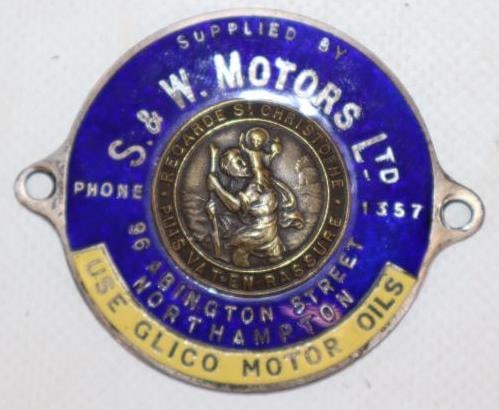 SUPPLIED BY
S. & W. MOTORS LTD
PHONE 1357
REGARDE ST CHRISTOPHE
PUIS VA-T-EN RASSURE
96 ABINGTON STREET
NORTHAMPTON
USE GLICO MOTOR OILS